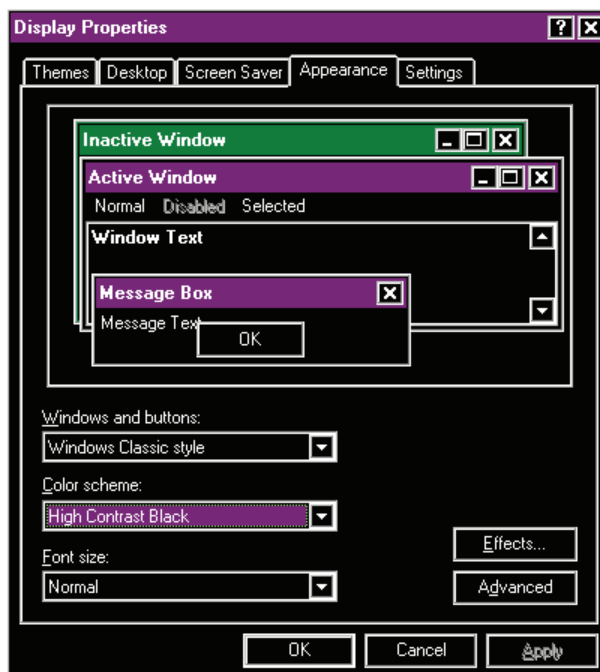 Display Properties
Themes Desktop Screen Saver Appearance Settings
Inactive Window
Active Window
Normal Disabled Selected
Window Text
Message Box
Message Text
OK
Windows and buttons:
Windows Classic style
Color scheme:
High Contrast Black
Effects...
Font size:
Normal
Advanced
OK Cancel Apply